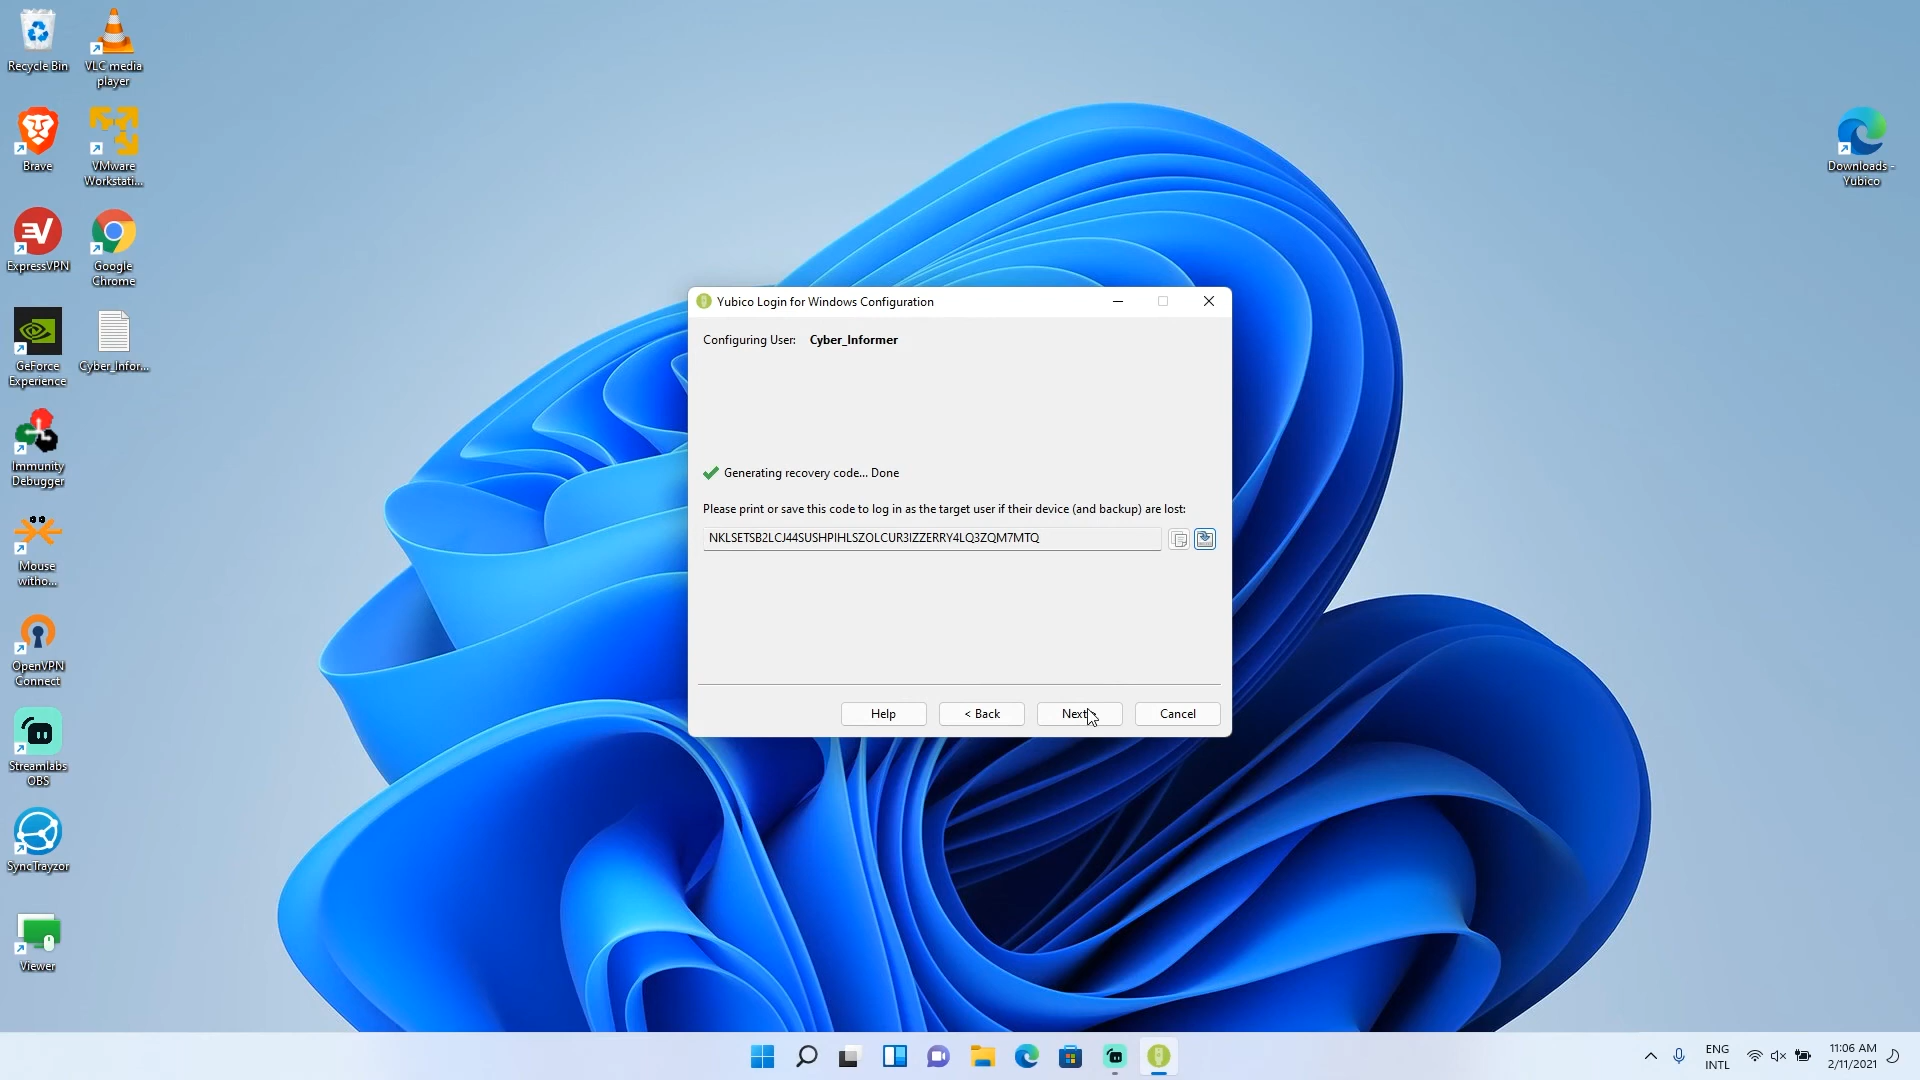 Recycle Bin
VLC media
player
Brave
VMware
Workstati...
ExpressVPN
Google
Chrome
GeForce
Experience
Cyber_Infor...
Immunity
Debugger
Mouse
witho...
OpenVPN
Connect
Streamlabs
OBS
SyncTrayzor
Viewer
Downloads -
Yubico
Yubico Login for Windows Configuration
Configuring User: Cyber_Informer
Generating recovery code... Done
Please print or save this code to log in as the target user if their device (and backup) are lost:
NKLSETSB2LCJ44SUSHPIHLSZOLCUR3IZZERRY4LQ3ZQM7MTQ
Help
< Back
Next
Cancel
ENG
INTL
11:06 AM
2/11/2021